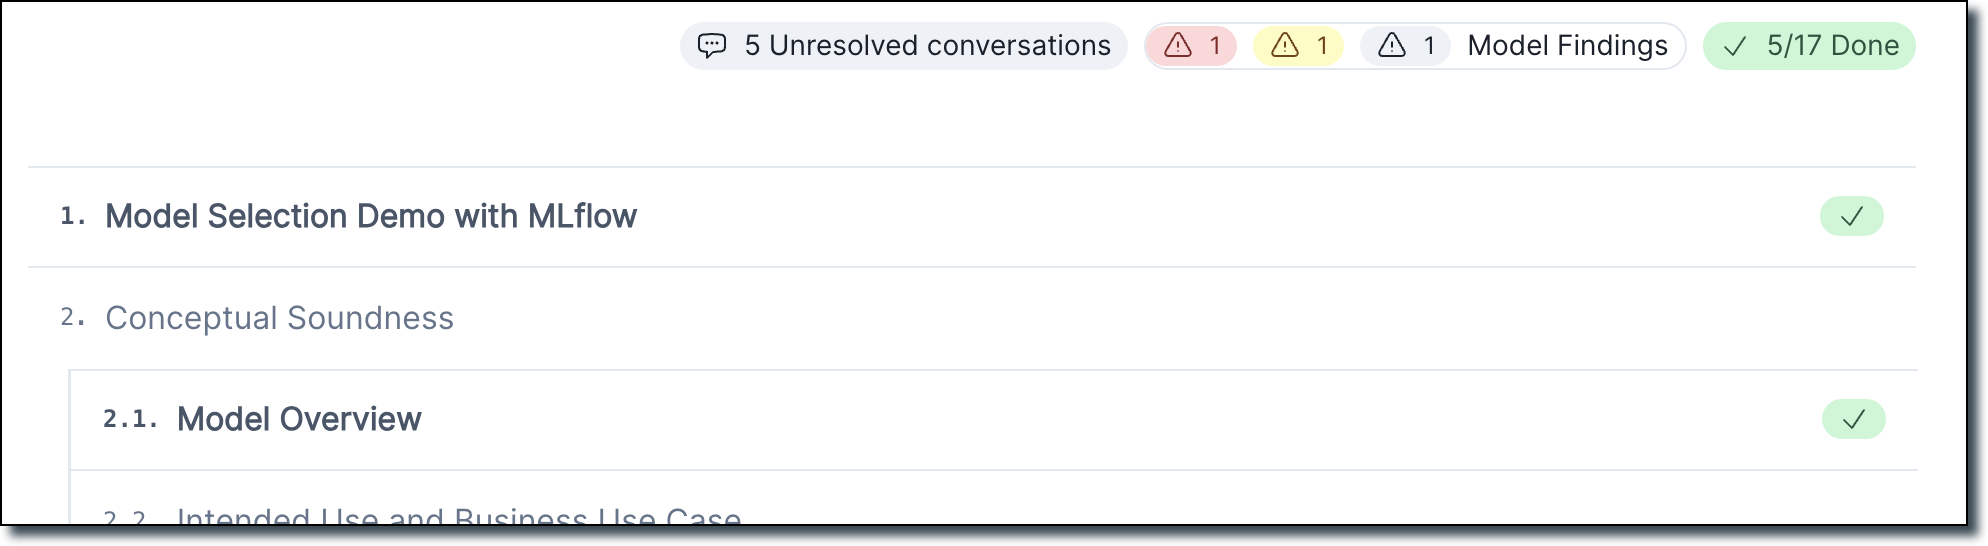 5 Unresolved conversations 1 1 1 Model Findings 5/17 Done
1. Model Selection Demo with MLflow
2. Conceptual Soundness
2.1. Model Overview
2.2. Intended Use and Business Use Case